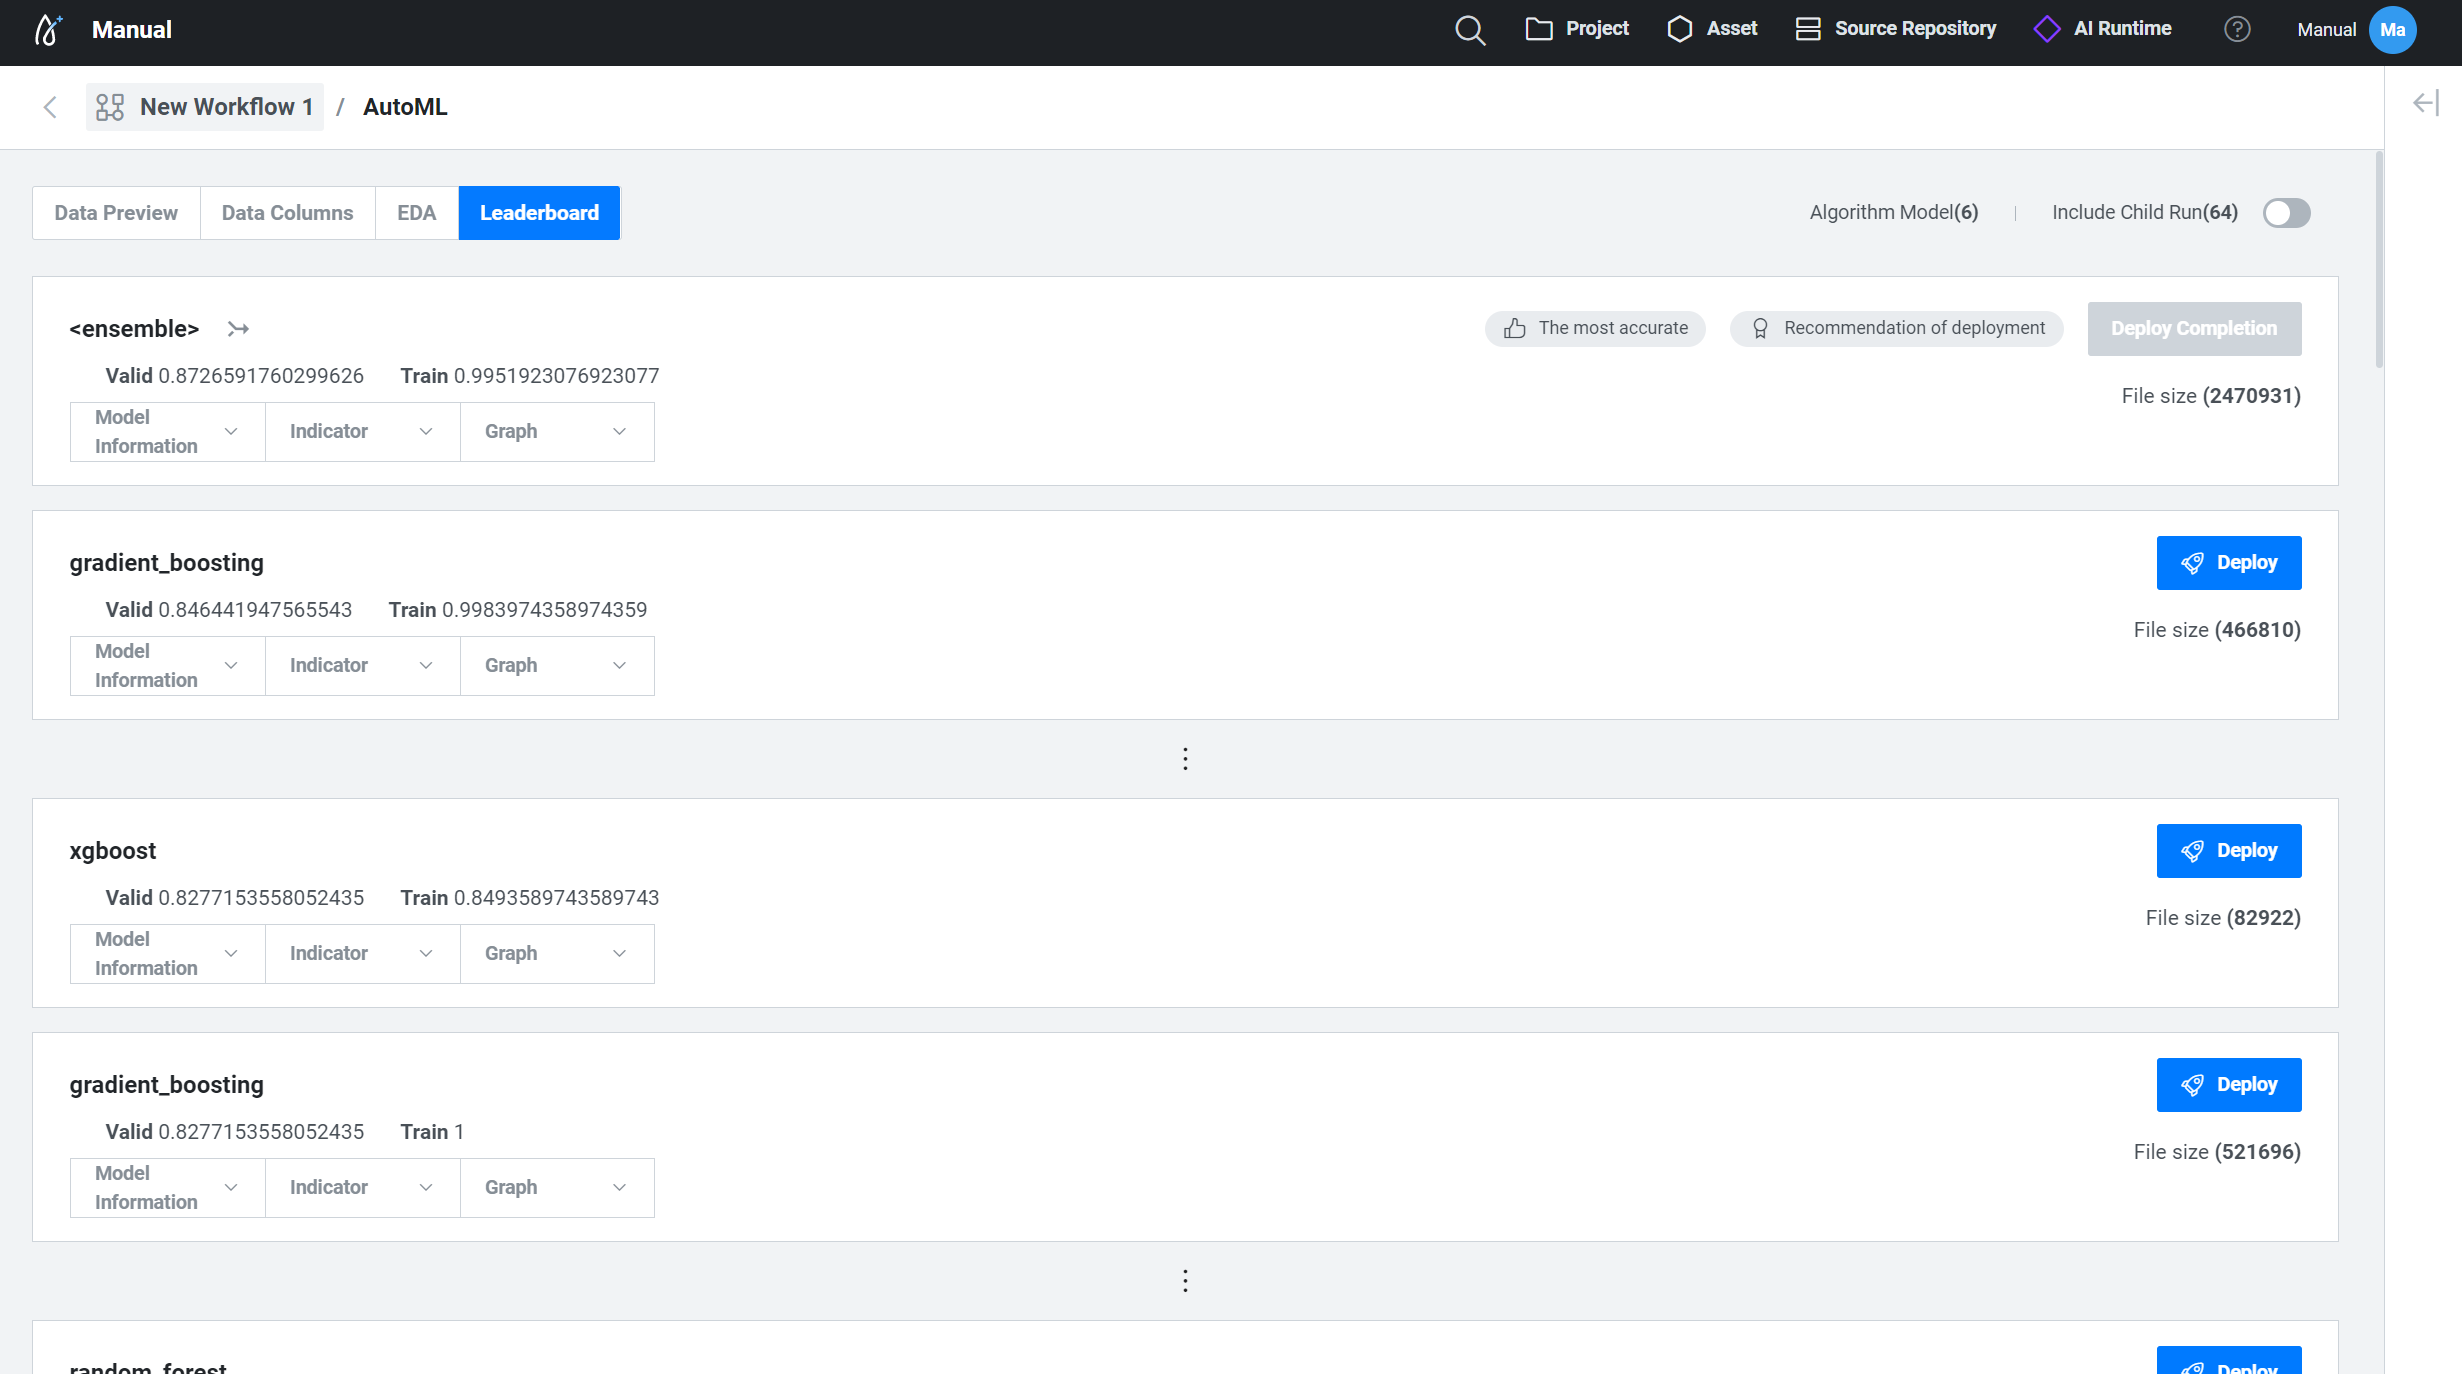 Manual
Project
Asset
Source Repository
AI Runtime
?
Manual
Ma
New Workflow 1 / AutoML
Data Preview
Data Columns
EDA
Leaderboard
Algorithm Model(6)
Include Child Run(64)
<ensemble>
The most accurate
Recommendation of deployment
Deploy Completion
Valid 0.8726591760299626
Train 0.9951923076923077
File size (2470931)
Model
Information
Indicator
Graph
gradient_boosting
Deploy
Valid 0.846441947565543
Train 0.9983974358974359
File size (466810)
Model
Information
Indicator
Graph
xgboost
Deploy
Valid 0.8277153558052435
Train 0.8493589743589743
File size (82922)
Model
Information
Indicator
Graph
gradient_boosting
Deploy
Valid 0.8277153558052435
Train 1
File size (521696)
Model
Information
Indicator
Graph
random_forest
Deploy